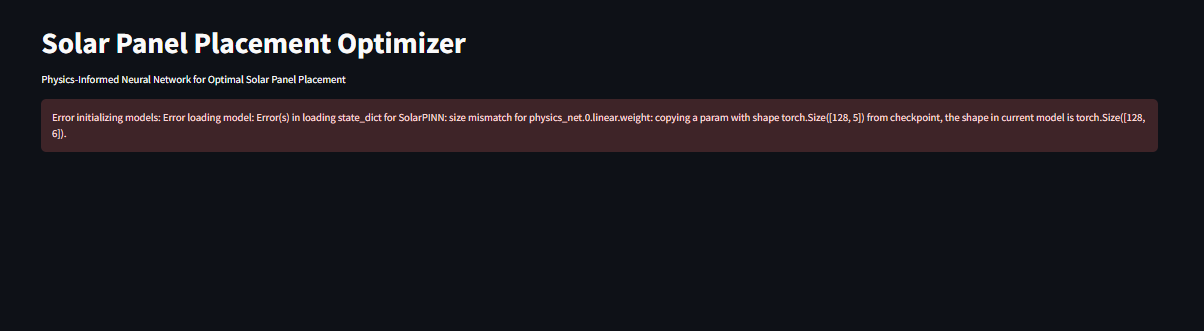 Solar Panel Placement Optimizer
Physics-Informed Neural Network for Optimal Solar Panel Placement
Error initializing models: Error loading model: Error(s) in loading state_dict for SolarPINN: size mismatch for physics_net.0.linear.weight: copying a param with shape torch.Size([128, 5]) from checkpoint, the shape in current model is torch.Size([128,
6]).